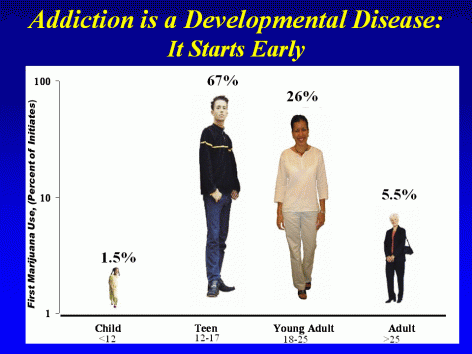 Addiction is a Developmental Disease:
It Starts Early
First Marijuana Use, (Percent of Initiates)
100
10
1
1.5%
67%
26%
5.5%
Child
<12
Teen
12-17
Young Adult
18-25
Adult
>25